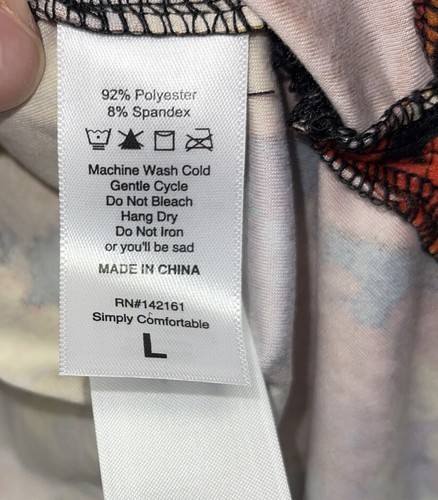 92% Polyester
8% Spandex
Machine Wash Cold
Gentle Cycle
Do Not Bleach
Hang Dry
Do Not Iron
or you'll be sad
MADE IN CHINA
RN#142161
Simply Comfortable
L